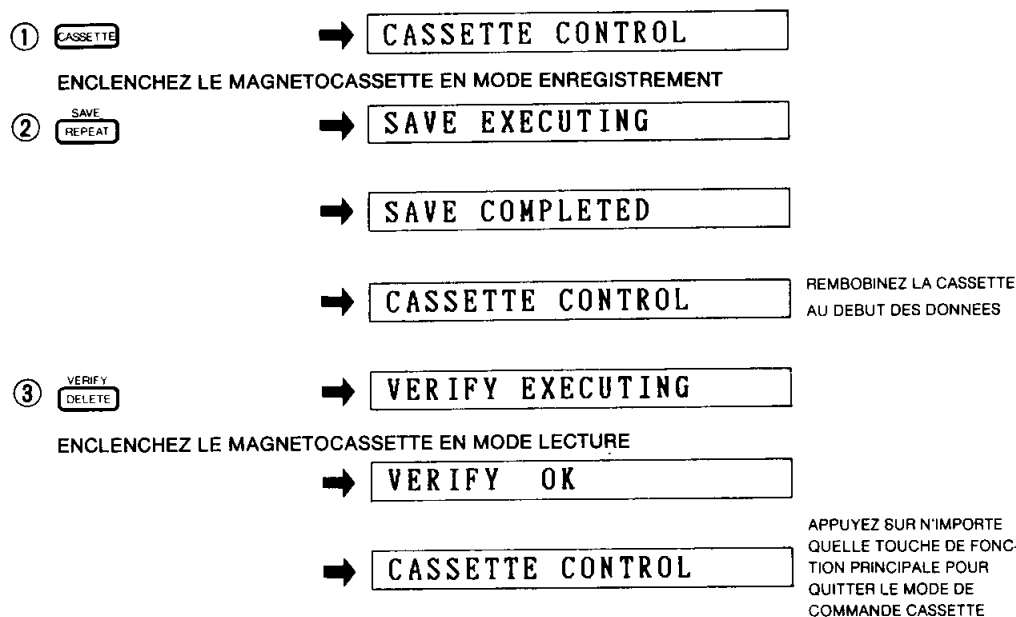 ① CASSETTE ➡ CASSETTE CONTROL
ENCLENCHEZ LE MAGNETOCASSETTE EN MODE ENREGISTREMENT
SAVE
② REPEAT ➡ SAVE EXECUTING
➡ SAVE COMPLETED
➡ CASSETTE CONTROL
REMBOBINEZ LA CASSETTE
AU DEBUT DES DONNEES
VERIFY
③ DELETE ➡ VERIFY EXECUTING
ENCLENCHEZ LE MAGNETOCASSETTE EN MODE LECTURE
➡ VERIFY OK
➡ CASSETTE CONTROL
APPUYEZ SUR N'IMPORTE
QUELLE TOUCHE DE FONC-
TION PRINCIPALE POUR
QUITTER LE MODE DE
COMMANDE CASSETTE